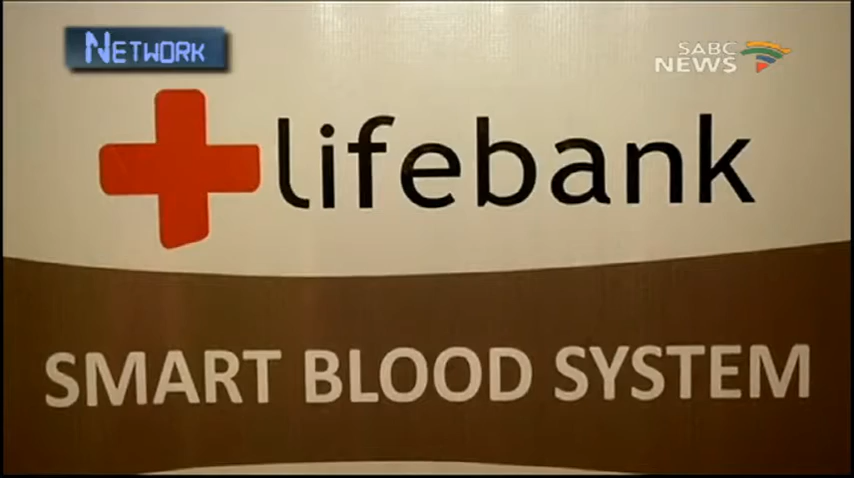 NETWORK
SABC
NEWS
lifebank
SMART BLOOD SYSTEM